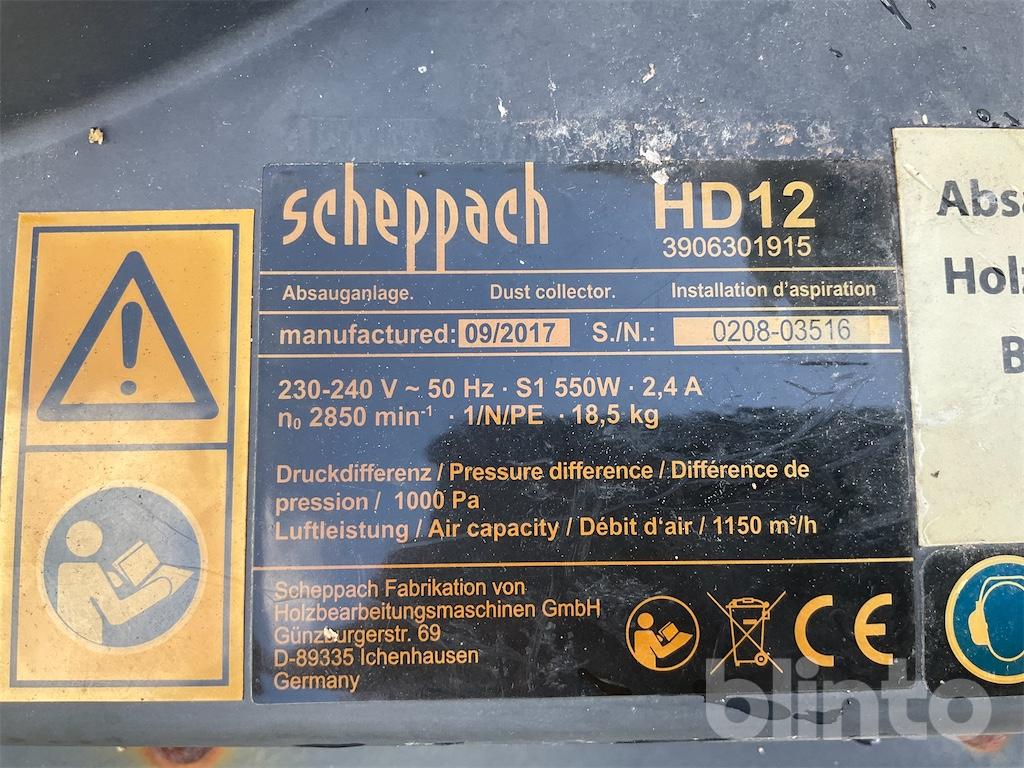 scheppach HD12
3906301915
Absauganlage. Dust collector. Installation d'aspiration
manufactured: 09/2017 S./N.: 0208-03516
230-240 V ~ 50 Hz · S1 550W · 2,4 A
n₀ 2850 min⁻¹ · 1/N/PE · 18,5 kg
Druckdifferenz / Pressure difference / Différence de
pression / 1000 Pa
Luftleistung / Air capacity / Débit d'air / 1150 m³/h
Scheppach Fabrikation von
Holzbearbeitungsmaschinen GmbH
Günzburgerstr. 69
D-89335 Ichenhausen
Germany
CE
Abs
Holz
B
blinto